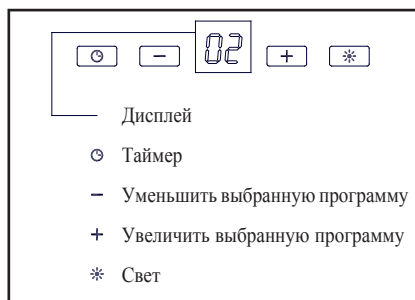 02
Дисплей
Таймер
− Уменьшить выбранную программу
+ Увеличить выбранную программу
Свет